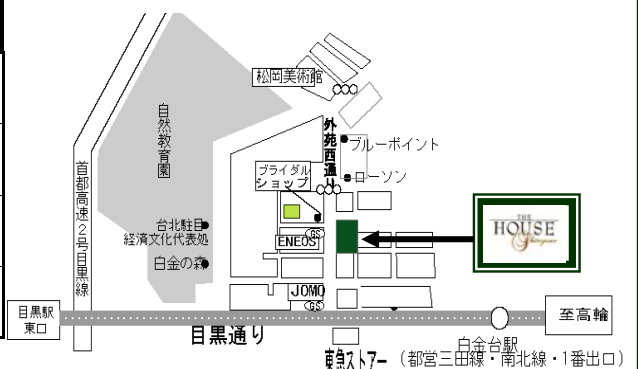 松岡美術館
自然教育園
外苑西通り
ブルーポイント
ローソン
ブライダル
ショップ
首都高速2号目黒線
台北駐日
経済文化代表処
白金の森
GS
ENEOS
THE
HOUSE
Shirogane
JOMO
GS
目黒駅
東口
目黒通り
至高輪
白金台駅
東急ストアー
(都営三田線・南北線・1番出口)